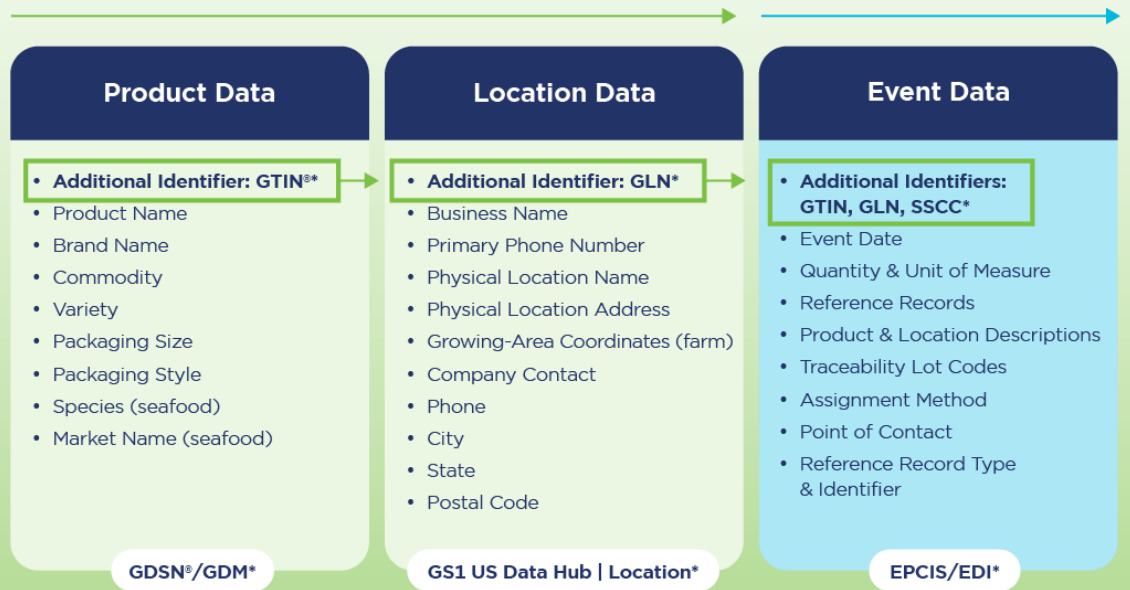 Product Data
• Additional Identifier: GTIN®*
• Product Name
• Brand Name
• Commodity
• Variety
• Packaging Size
• Packaging Style
• Species (seafood)
• Market Name (seafood)
GDSN®/GDM*
Location Data
• Additional Identifier: GLN*
• Business Name
• Primary Phone Number
• Physical Location Name
• Physical Location Address
• Growing-Area Coordinates (farm)
• Company Contact
• Phone
• City
• State
• Postal Code
GS1 US Data Hub | Location*
Event Data
• Additional Identifiers:
GTIN, GLN, SSCC*
• Event Date
• Quantity & Unit of Measure
• Reference Records
• Product & Location Descriptions
• Traceability Lot Codes
• Assignment Method
• Point of Contact
• Reference Record Type
& Identifier
EPCIS/EDI*